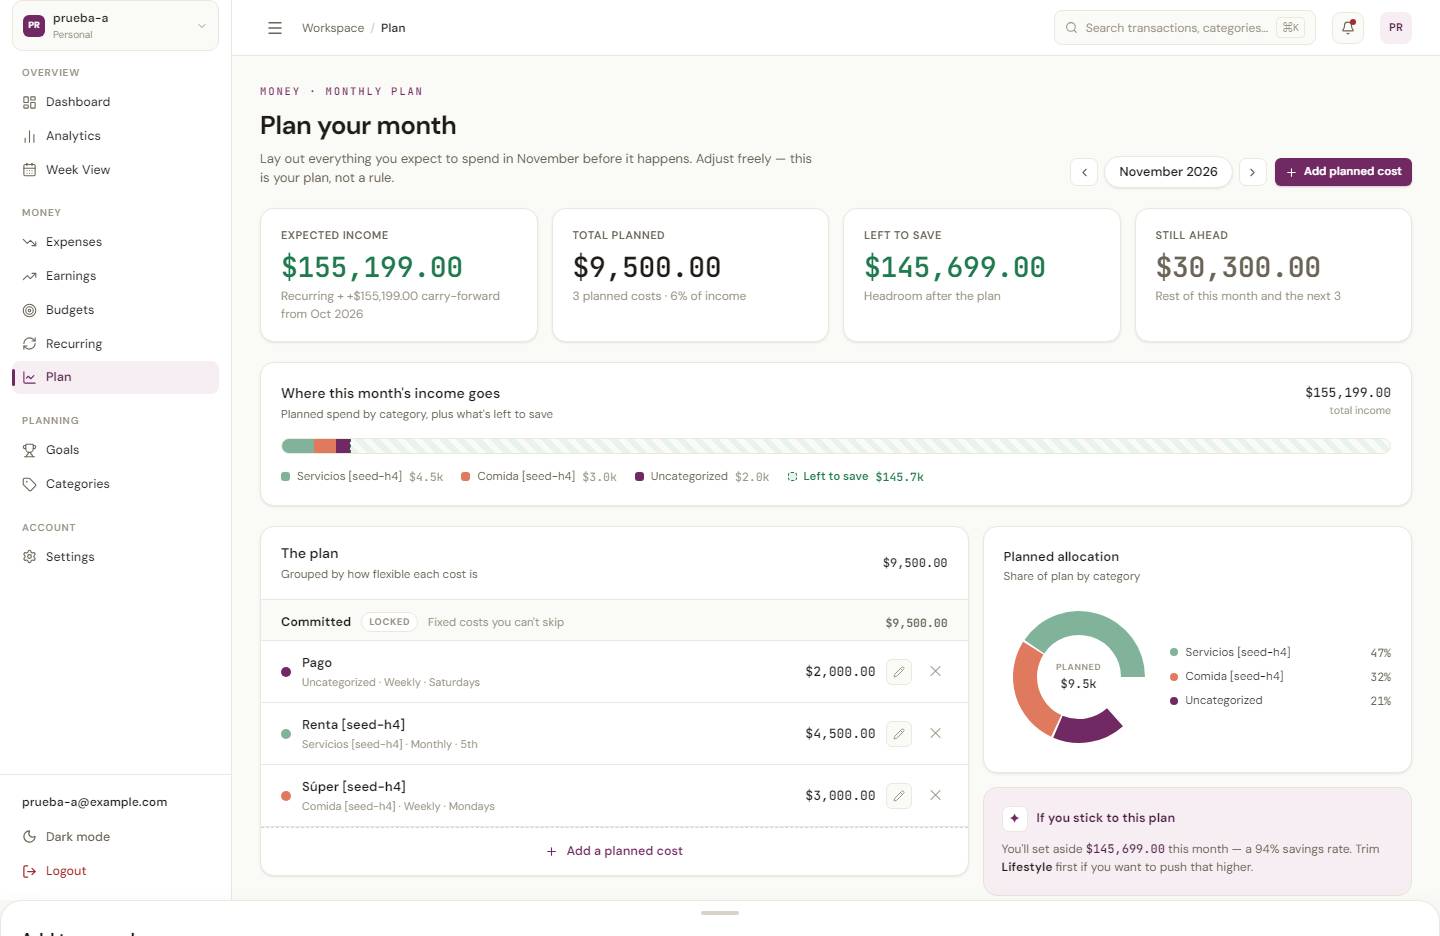 PR
prueba-a
Personal
OVERVIEW
Dashboard
Analytics
Week View
MONEY
Expenses
Earnings
Budgets
Recurring
Plan
PLANNING
Goals
Categories
ACCOUNT
Settings
prueba-a@example.com
Dark mode
Logout
Workspace / Plan
Search transactions, categories… ⌘K
PR
MONEY · MONTHLY PLAN
Plan your month
Lay out everything you expect to spend in November before it happens. Adjust freely — this
is your plan, not a rule.
November 2026
+ Add planned cost
EXPECTED INCOME
$155,199.00
Recurring + +$155,199.00 carry-forward
from Oct 2026
TOTAL PLANNED
$9,500.00
3 planned costs · 6% of income
LEFT TO SAVE
$145,699.00
Headroom after the plan
STILL AHEAD
$30,300.00
Rest of this month and the next 3
Where this month's income goes
Planned spend by category, plus what's left to save
$155,199.00
total income
Servicios [seed-h4] $4.5k
Comida [seed-h4] $3.0k
Uncategorized $2.0k
Left to save $145.7k
The plan
Grouped by how flexible each cost is
$9,500.00
Committed LOCKED Fixed costs you can't skip $9,500.00
Pago
Uncategorized · Weekly · Saturdays
$2,000.00
Renta [seed-h4]
Servicios [seed-h4] · Monthly · 5th
$4,500.00
Súper [seed-h4]
Comida [seed-h4] · Weekly · Mondays
$3,000.00
+ Add a planned cost
Planned allocation
Share of plan by category
PLANNED
$9.5k
Servicios [seed-h4] 47%
Comida [seed-h4] 32%
Uncategorized 21%
If you stick to this plan
You'll set aside $145,699.00 this month — a 94% savings rate. Trim
Lifestyle first if you want to push that higher.